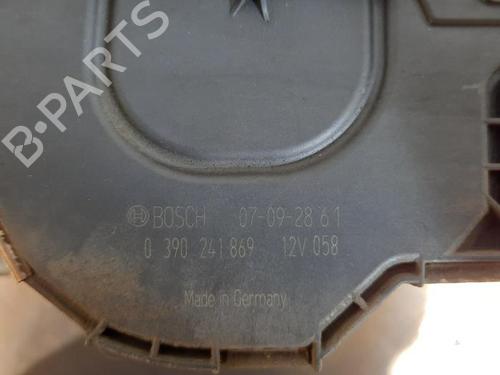 B-PARTS
BOSCH 07-09-28 61
0 390 241 869 12V 058
Made in Germany